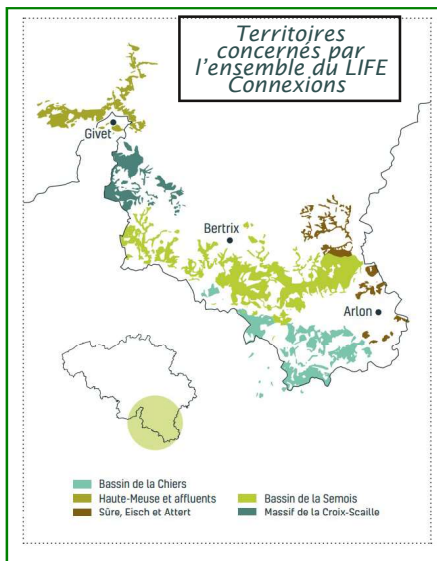 Territoires
concernés par
l'ensemble du LIFE
Connexions
Givet
Bertrix
Arlon
Bassin de la Chiers
Haute-Meuse et affluents
Bassin de la Semois
Sûre, Eisch et Attert
Massif de la Croix-Scaille